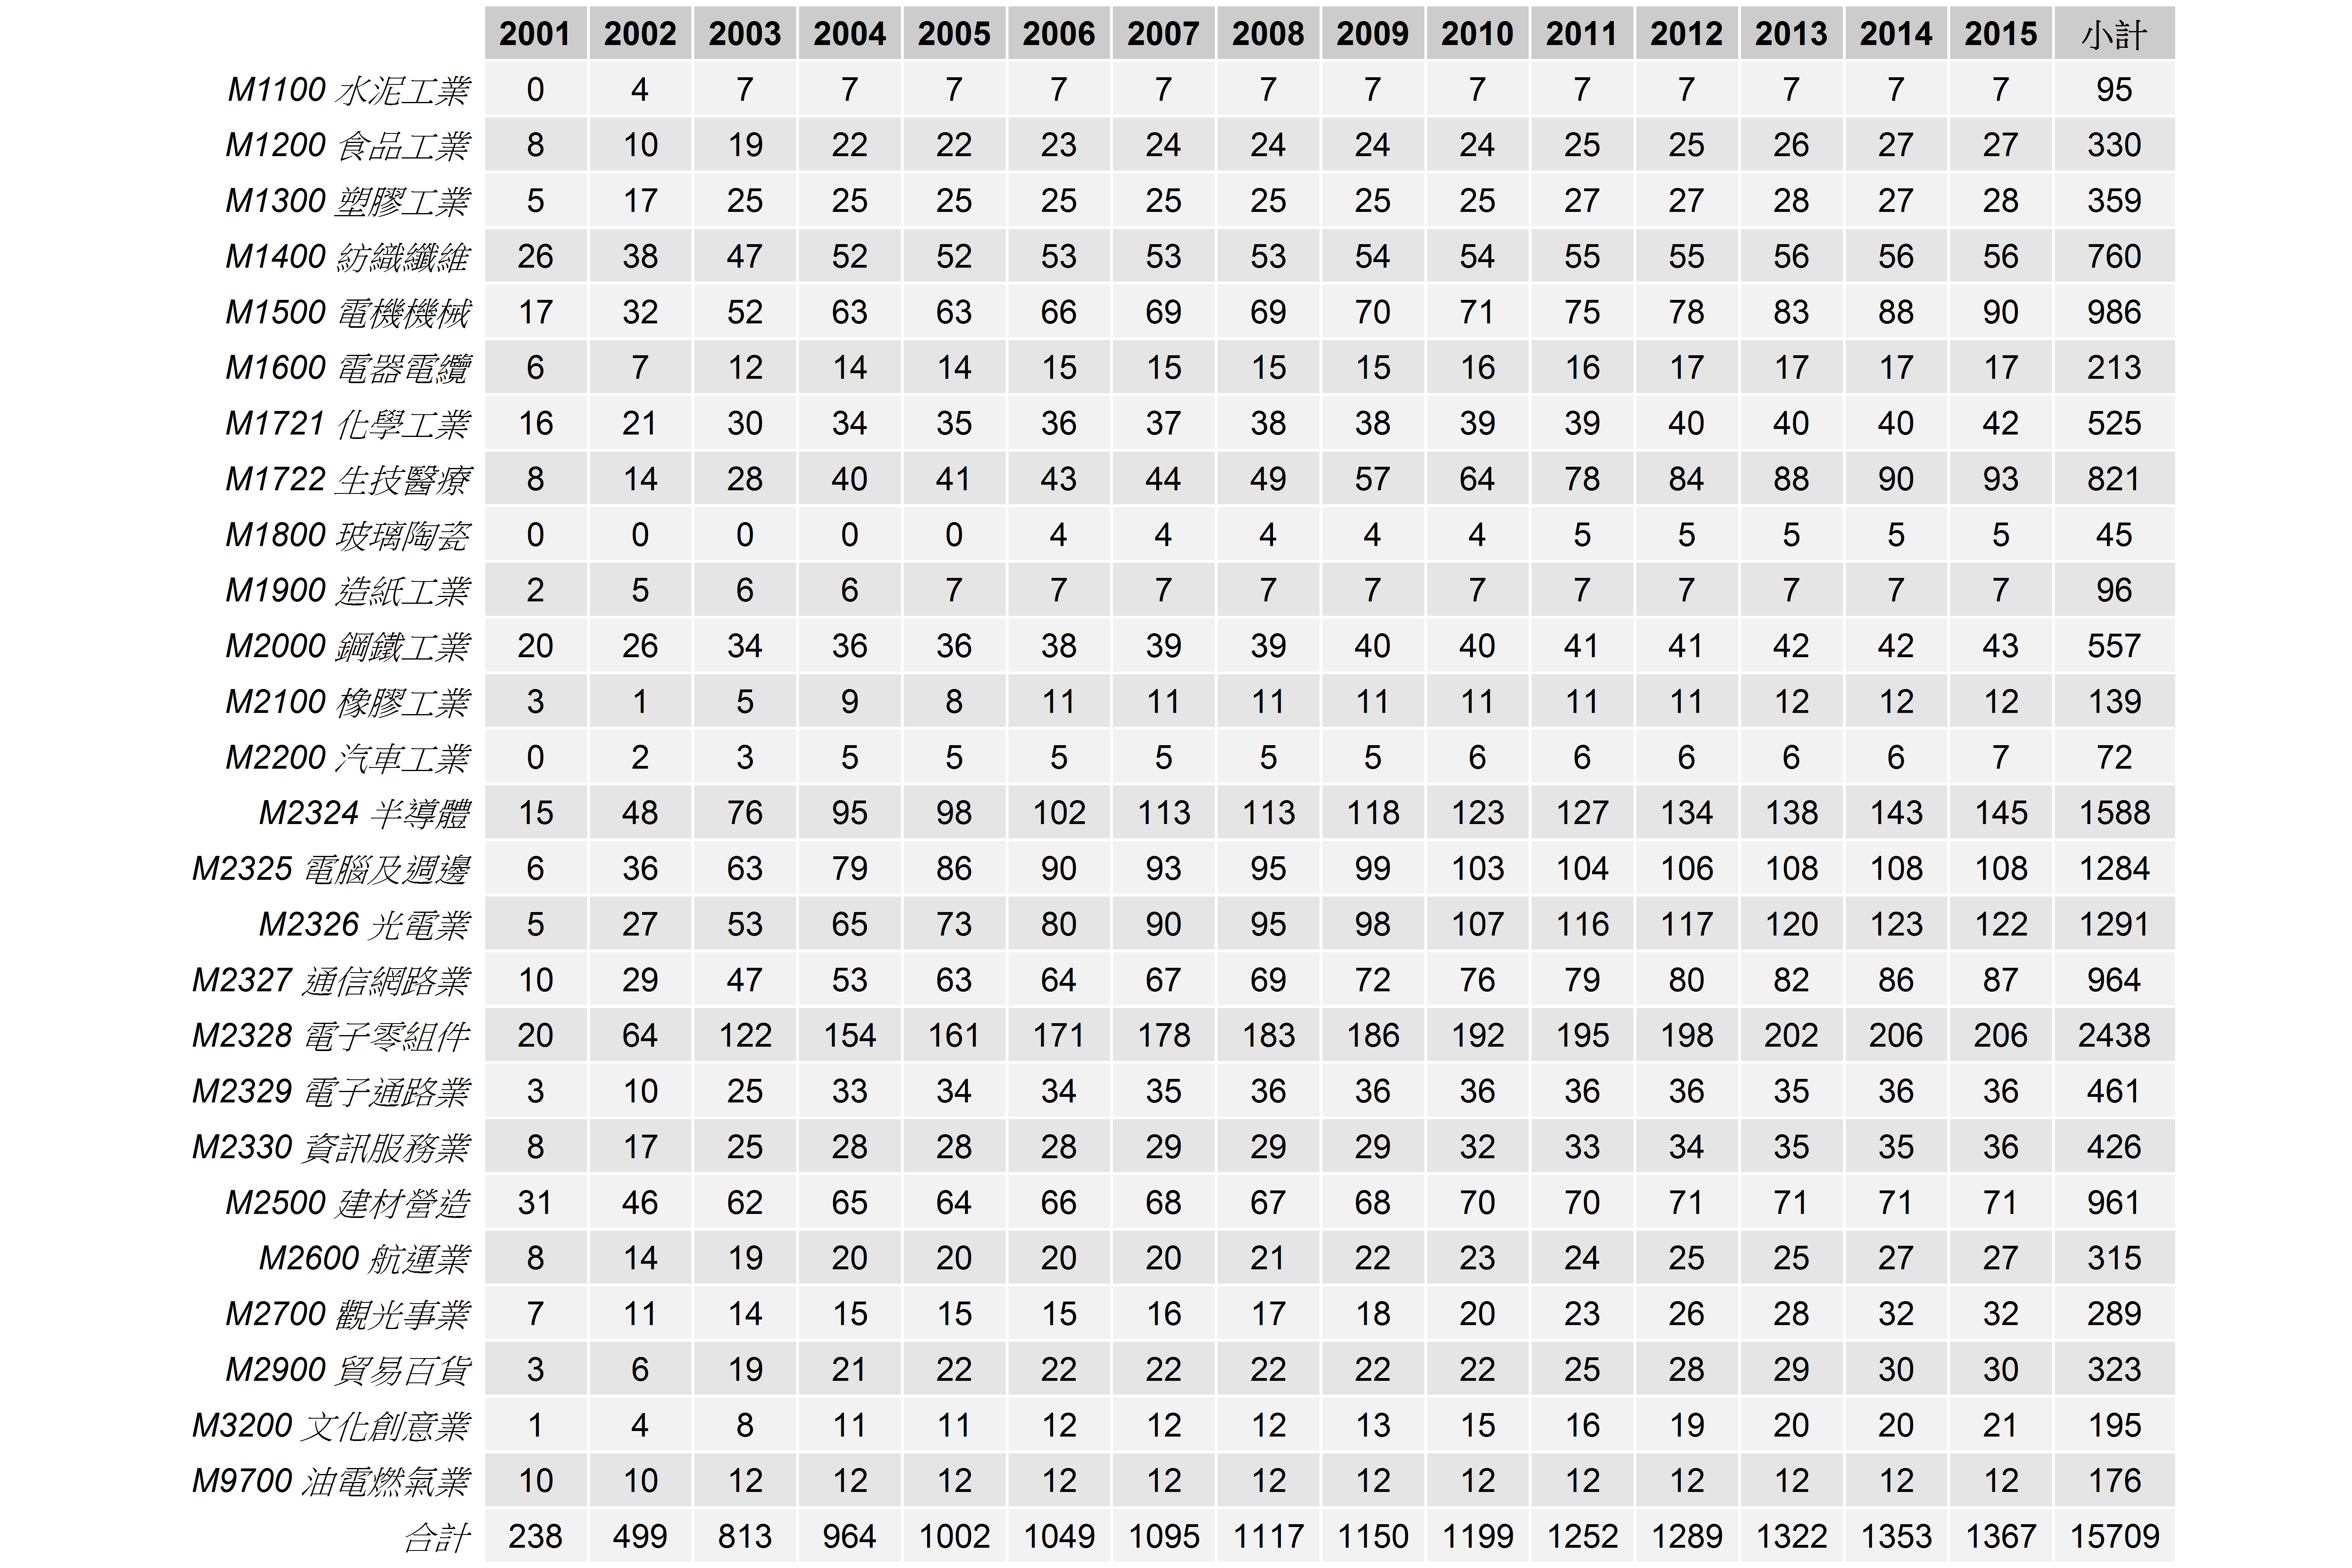 2001 2002 2003 2004 2005 2006 2007 2008 2009 2010 2011 2012 2013 2014 2015 小計
M1100 水泥工業 0 4 7 7 7 7 7 7 7 7 7 7 7 7 7 95
M1200 食品工業 8 10 19 22 22 23 24 24 24 24 25 25 26 27 27 330
M1300 塑膠工業 5 17 25 25 25 25 25 25 25 25 27 27 28 27 28 359
M1400 紡織纖維 26 38 47 52 52 53 53 53 54 54 55 55 56 56 56 760
M1500 電機機械 17 32 52 63 63 66 69 69 70 71 75 78 83 88 90 986
M1600 電器電纜 6 7 12 14 14 15 15 15 15 16 16 17 17 17 17 213
M1721 化學工業 16 21 30 34 35 36 37 38 38 39 39 40 40 40 42 525
M1722 生技醫療 8 14 28 40 41 43 44 49 57 64 78 84 88 90 93 821
M1800 玻璃陶瓷 0 0 0 0 0 4 4 4 4 4 5 5 5 5 5 45
M1900 造紙工業 2 5 6 6 7 7 7 7 7 7 7 7 7 7 7 96
M2000 鋼鐵工業 20 26 34 36 36 38 39 39 40 40 41 41 42 42 43 557
M2100 橡膠工業 3 1 5 9 8 11 11 11 11 11 11 11 12 12 12 139
M2200 汽車工業 0 2 3 5 5 5 5 5 5 6 6 6 6 6 7 72
M2324 半導體 15 48 76 95 98 102 113 113 118 123 127 134 138 143 145 1588
M2325 電腦及週邊 6 36 63 79 86 90 93 95 99 103 104 106 108 108 108 1284
M2326 光電業 5 27 53 65 73 80 90 95 98 107 116 117 120 123 122 1291
M2327 通信網路業 10 29 47 53 63 64 67 69 72 76 79 80 82 86 87 964
M2328 電子零組件 20 64 122 154 161 171 178 183 186 192 195 198 202 206 206 2438
M2329 電子通路業 3 10 25 33 34 34 35 36 36 36 36 36 35 36 36 461
M2330 資訊服務業 8 17 25 28 28 28 29 29 29 32 33 34 35 35 36 426
M2500 建材營造 31 46 62 65 64 66 68 67 68 70 70 71 71 71 71 961
M2600 航運業 8 14 19 20 20 20 20 21 22 23 24 25 25 27 27 315
M2700 觀光事業 7 11 14 15 15 15 16 17 18 20 23 26 28 32 32 289
M2900 貿易百貨 3 6 19 21 22 22 22 22 22 22 25 28 29 30 30 323
M3200 文化創意業 1 4 8 11 11 12 12 12 13 15 16 19 20 20 21 195
M9700 油電燃氣業 10 10 12 12 12 12 12 12 12 12 12 12 12 12 12 176
合計 238 499 813 964 1002 1049 1095 1117 1150 1199 1252 1289 1322 1353 1367 15709